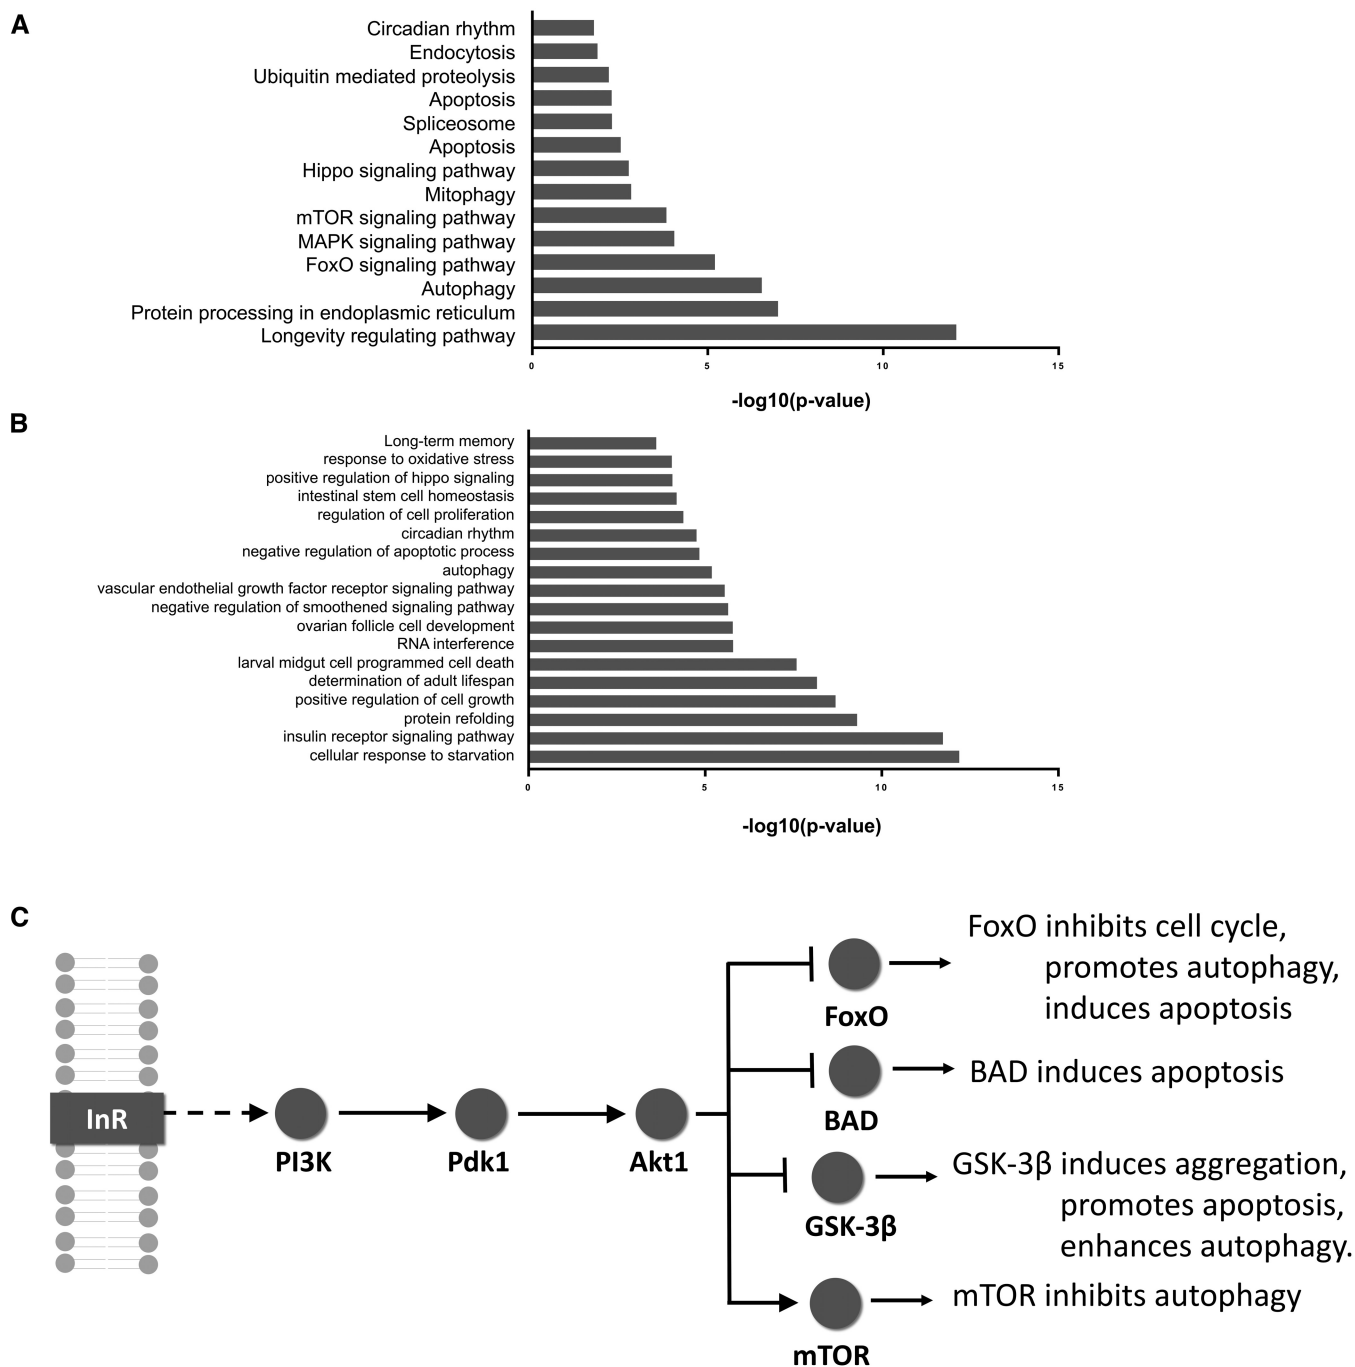 A
Circadian rhythm
Endocytosis
Ubiquitin mediated proteolysis
Apoptosis
Spliceosome
Apoptosis
Hippo signaling pathway
Mitophagy
mTOR signaling pathway
MAPK signaling pathway
FoxO signaling pathway
Autophagy
Protein processing in endoplasmic reticulum
Longevity regulating pathway
0 5 10 15
-log10(p-value)
B
Long-term memory
response to oxidative stress
positive regulation of hippo signaling
intestinal stem cell homeostasis
regulation of cell proliferation
circadian rhythm
negative regulation of apoptotic process
autophagy
vascular endothelial growth factor receptor signaling pathway
negative regulation of smoothened signaling pathway
ovarian follicle cell development
RNA interference
larval midgut cell programmed cell death
determination of adult lifespan
positive regulation of cell growth
protein refolding
insulin receptor signaling pathway
cellular response to starvation
0 5 10 15
-log10(p-value)
C
InR
PI3K
Pdk1
Akt1
FoxO
FoxO inhibits cell cycle,
promotes autophagy,
induces apoptosis
BAD
BAD induces apoptosis
GSK-3β
GSK-3β induces aggregation,
promotes apoptosis,
enhances autophagy.
mTOR
mTOR inhibits autophagy